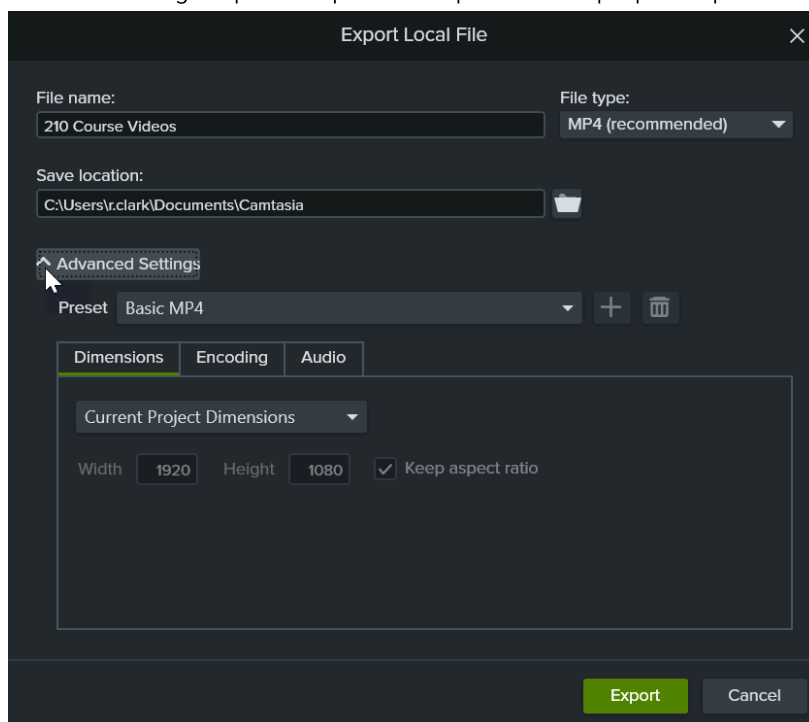 Export Local File
File name:
File type:
210 Course Videos
MP4 (recommended)
Save location:
C:\Users\r.clark\Documents\Camtasia
Advanced Settings
Preset Basic MP4
Dimensions Encoding Audio
Current Project Dimensions
Width 1920 Height 1080 Keep aspect ratio
Export Cancel